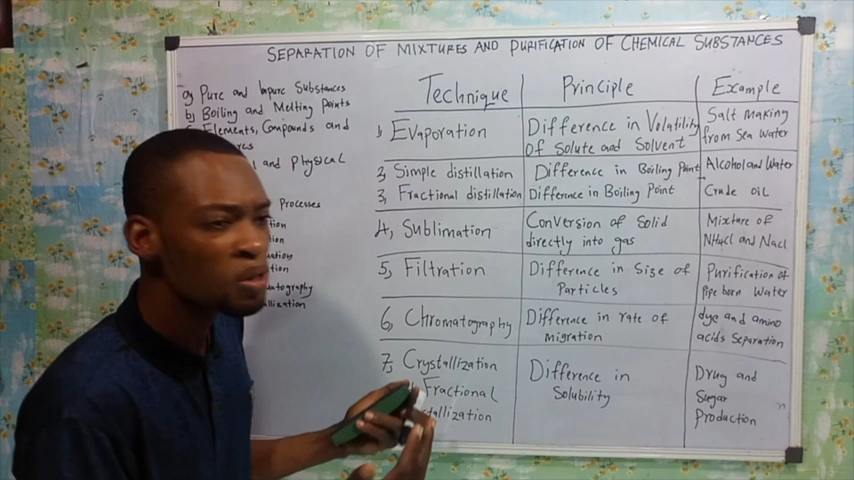 SEPARATION OF MIXTURES AND PURIFICATION OF CHEMICAL SUBSTANCES
a) Pure and Impure Substances
b) Boiling and Melting Points
Elements, Compounds and
and Physical
Processes
Technique
Principle
Example
1, Evaporation
Difference in Volatility
of Solute and Solvent
Salt making
from Sea Water
2, Simple distillation
Difference in Boiling Point
Alcohol and Water
3, Fractional distillation
Difference in Boiling Point
Crude oil
4, Sublimation
Conversion of Solid
directly into gas
Mixture of
NH4Cl and NaCl
5, Filtration
Difference in Size of
Particles
Purification of
Pipe born Water
6, Chromatography
Difference in rate of
migration
dye and amino
acids Separation
7, Crystallization
Fractional
Difference in
Solubility
Drug and
Sugar
Production